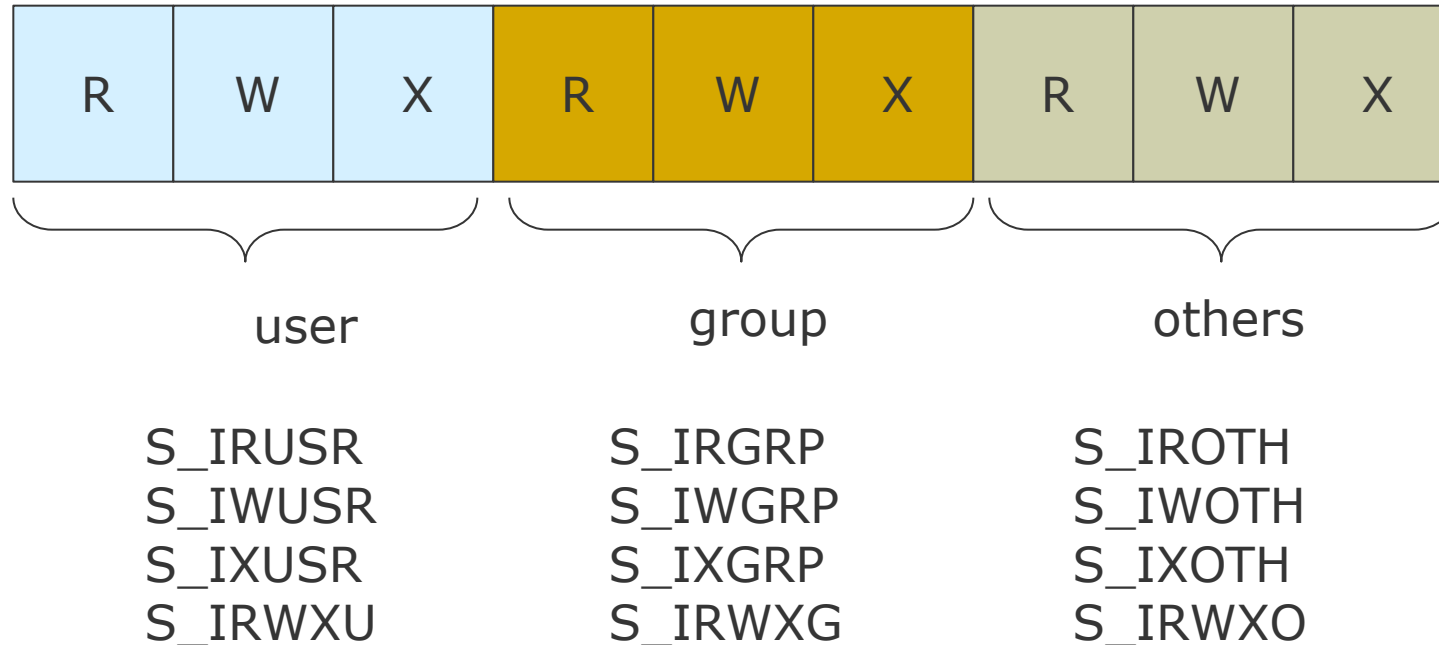 R W X R W X R W X
user group others
S_IRUSR S_IRGRP S_IROTH
S_IWUSR S_IWGRP S_IWOTH
S_IXUSR S_IXGRP S_IXOTH
S_IRWXU S_IRWXG S_IRWXO